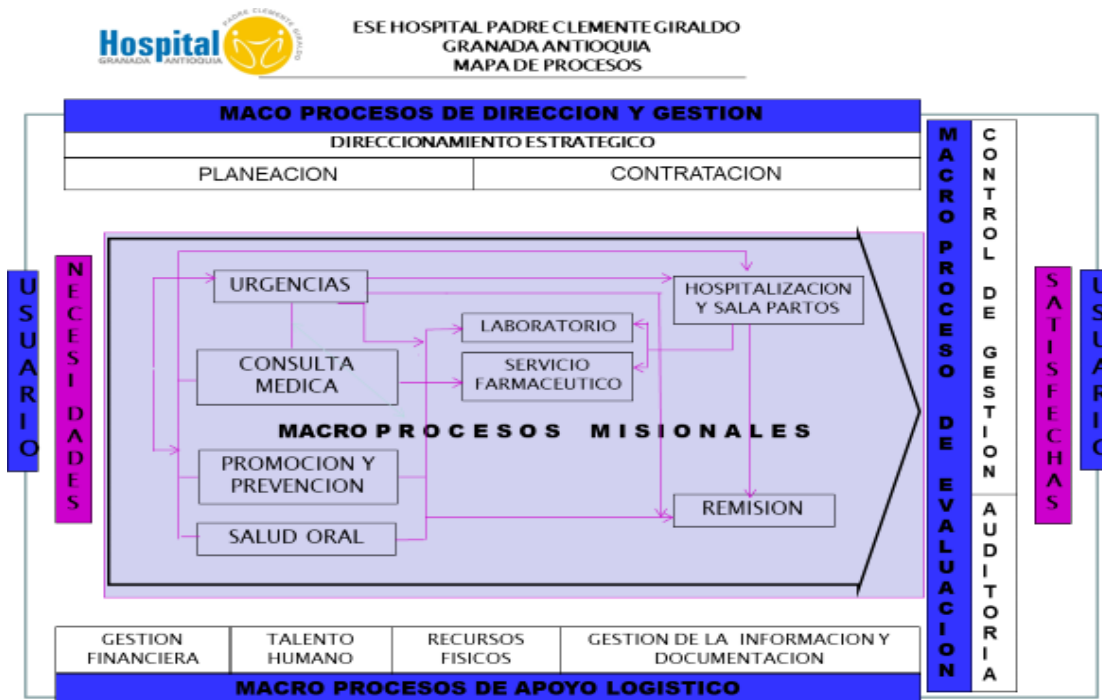 PADRE CLEMENTE GIRALDO
Hospital
GRANADA ANTIOQUIA
ESE HOSPITAL PADRE CLEMENTE GIRALDO
GRANADA ANTIOQUIA
MAPA DE PROCESOS
MACO PROCESOS DE DIRECCION Y GESTION
DIRECCIONAMIENTO ESTRATEGICO
PLANEACION
CONTRATACION
USUARIO
NECESI DADES
URGENCIAS
HOSPITALIZACION
Y SALA PARTOS
LABORATORIO
CONSULTA
MEDICA
SERVICIO
FARMACEUTICO
MACRO PROCESOS MISIONALES
PROMOCION Y
PREVENCION
REMISION
SALUD ORAL
MACRO PROCESO DE EVALUACION
CONTROL DE GESTION
AUDITORIA
SATISFECHAS
USUARIO
GESTION
FINANCIERA
TALENTO
HUMANO
RECURSOS
FISICOS
GESTION DE LA INFORMACION Y
DOCUMENTACION
MACRO PROCESOS DE APOYO LOGISTICO